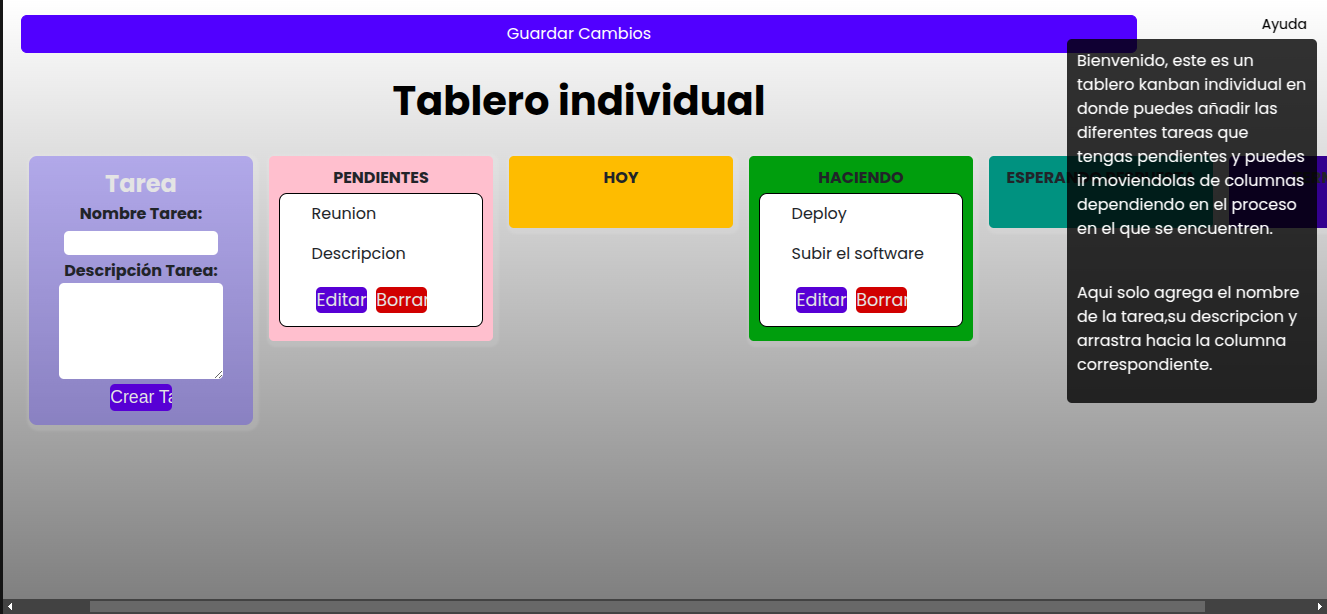 Guardar Cambios
Ayuda
Tablero individual
Bienvenido, este es un
tablero kanban individual en
donde puedes añadir las
diferentes tareas que
tengas pendientes y puedes
ir moviendolas de columnas
dependiendo en el proceso
en el que se encuentren.
Aqui solo agrega el nombre
de la tarea,su descripcion y
arrastra hacia la columna
correspondiente.
Tarea
Nombre Tarea:
Descripción Tarea:
Crear Ta
PENDIENTES
Reunion
Descripcion
Editar Borrar
HOY
HACIENDO
Deploy
Subir el software
Editar Borrar